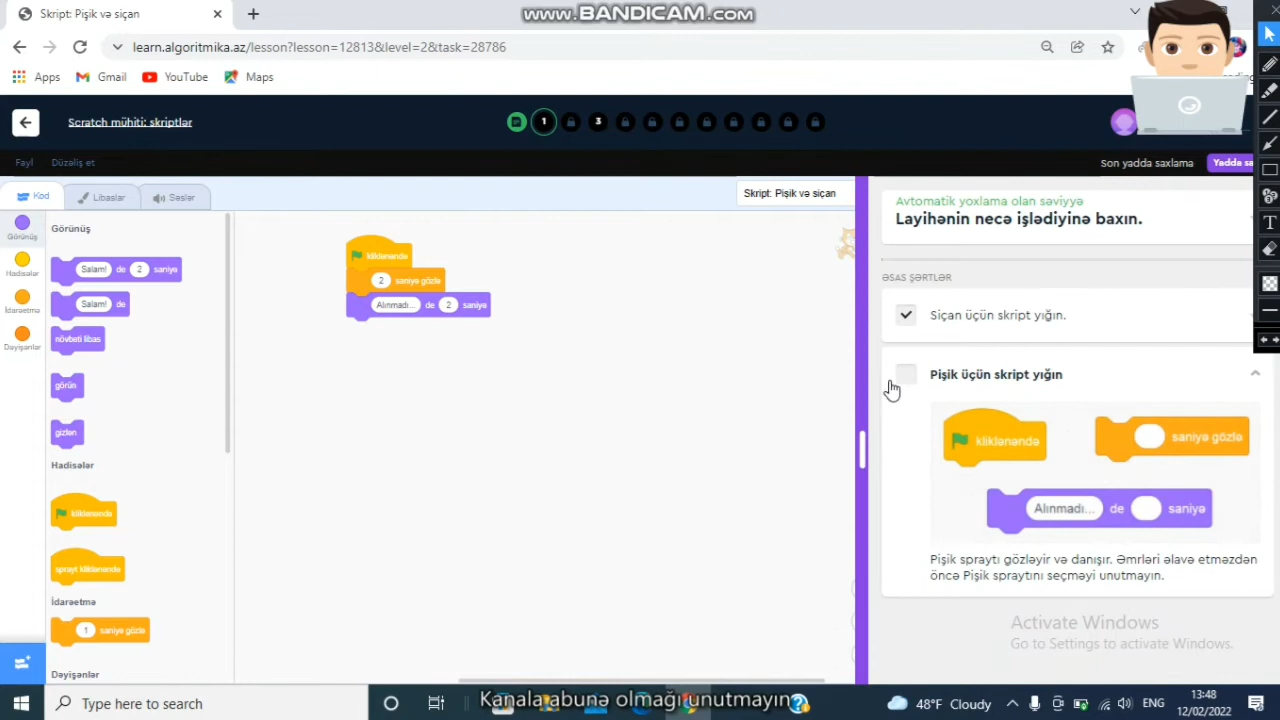 www.BANDICAM.com
Skript: Pişik və siçan
learn.algoritmika.az/lesson?lesson=12813&level=2&task=28786
Apps
Gmail
YouTube
Maps
Scratch mühiti: skriptlər
1
3
Fayl
Düzəliş et
Son yadda saxlama
Yadda sa
Kod
Libaslar
Səslər
Skript: Pişik və siçan
Görünüş
Hadisələr
İdarəetmə
Dəyişənlər
Görünüş
Salam! de 2 saniyə
Salam! de
növbəti libas
görün
gizlən
Hadisələr
kliklənəndə
sprayt kliklənəndə
İdarəetmə
1 saniyə gözlə
Dəyişənlər
kliklənəndə
2 saniyə gözlə
Alınmadı... de 2 saniyə
Avtomatik yoxlama olan səviyyə
Layihənin necə işlədiyinə baxın.
ƏSAS ŞƏRTLƏR
Siçan üçün skript yığın.
Pişik üçün skript yığın
kliklənəndə
saniyə gözlə
Alınmadı... de saniyə
Pişik spraytı gözləyir və danışır. Əmrləri əlavə etməzdən
öncə Pişik spraytını seçməyi unutmayın.
Activate Windows
Go to Settings to activate Windows.
Kanala abunə olmağı unutmayın
Type here to search
48°F Cloudy
ENG
13:48
12/02/2022